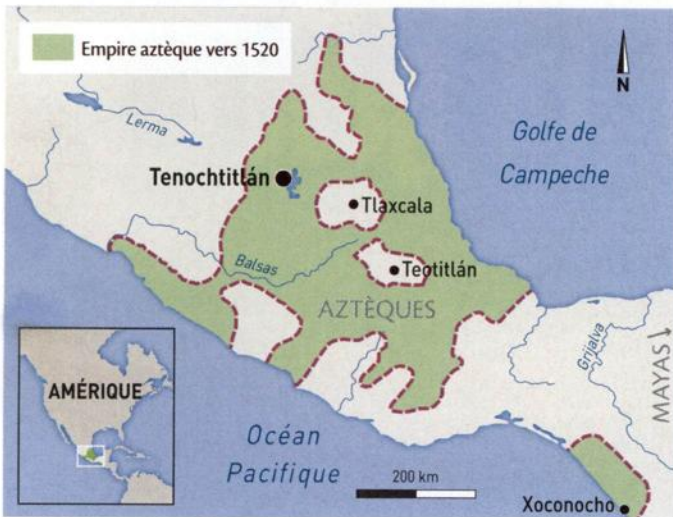 Empire aztèque vers 1520
N
Lerma
Golfe de
Campeche
Tenochtitlán
Tlaxcala
Balsas
Teotitlán
AZTÈQUES
Grijalva
MAYAS
AMÉRIQUE
Océan
Pacifique
200 km
Xoconocho